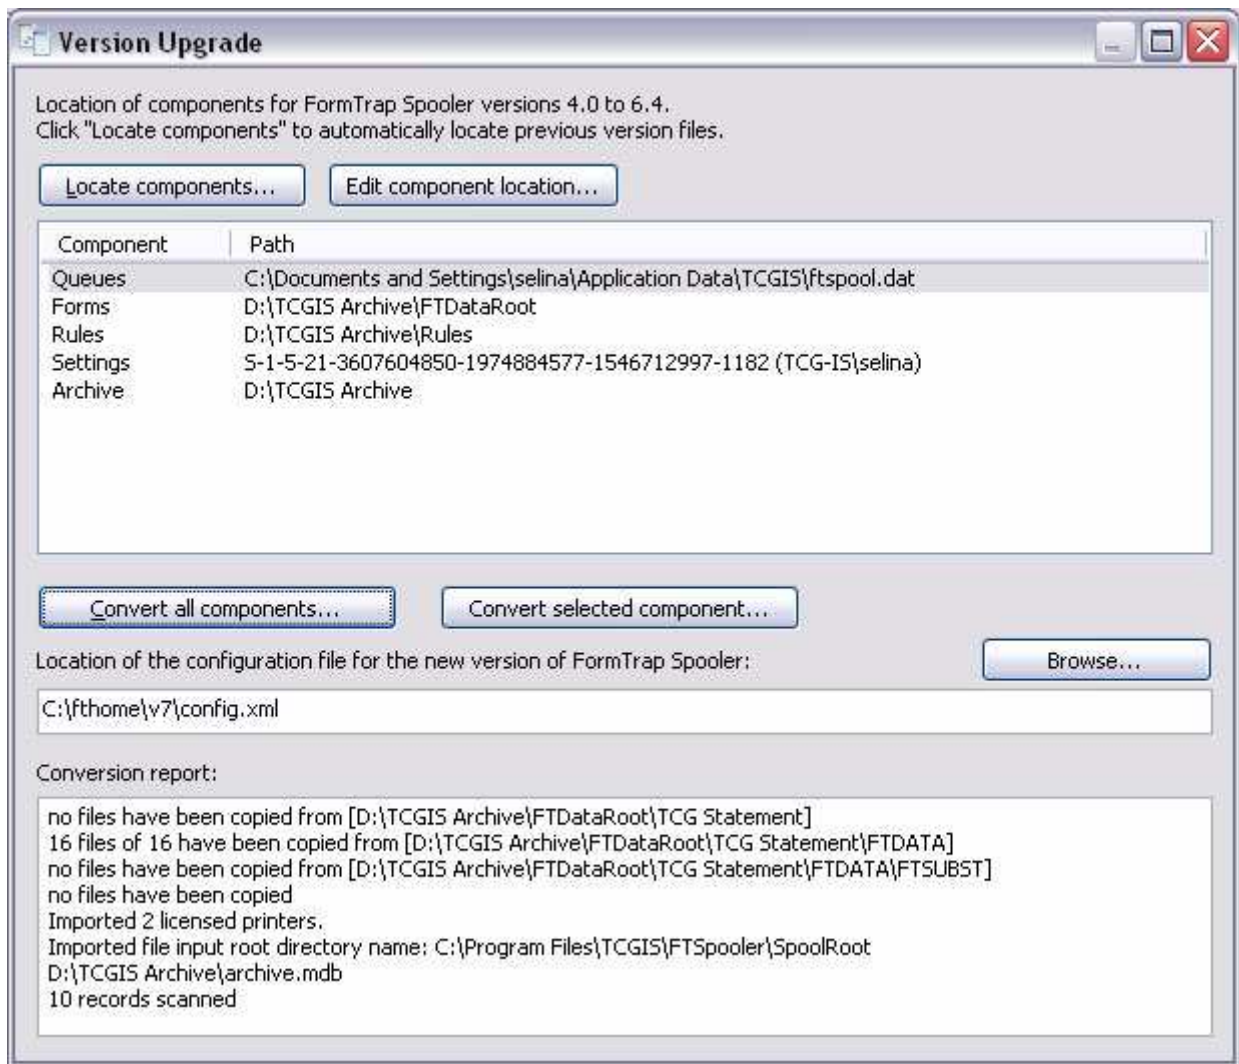 Version Upgrade
Location of components for FormTrap Spooler versions 4.0 to 6.4.
Click "Locate components" to automatically locate previous version files.
Locate components... Edit component location...
Component Path
Queues C:\Documents and Settings\selina\Application Data\TCGIS\ftspool.dat
Forms D:\TCGIS Archive\FTDataRoot
Rules D:\TCGIS Archive\Rules
Settings S-1-5-21-3607604850-1974884577-1546712997-1182 (TCG-IS\selina)
Archive D:\TCGIS Archive
Convert all components... Convert selected component...
Location of the configuration file for the new version of FormTrap Spooler: Browse...
C:\fthome\v7\config.xml
Conversion report:
no files have been copied from [D:\TCGIS Archive\FTDataRoot\TCG Statement]
16 files of 16 have been copied from [D:\TCGIS Archive\FTDataRoot\TCG Statement\FTDATA]
no files have been copied from [D:\TCGIS Archive\FTDataRoot\TCG Statement\FTDATA\FTSUBST]
no files have been copied
Imported 2 licensed printers.
Imported file input root directory name: C:\Program Files\TCGIS\FTSpooler\SpoolRoot
D:\TCGIS Archive\archive.mdb
10 records scanned